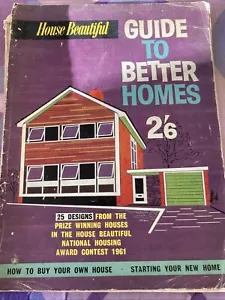 House Beautiful
GUIDE
TO
BETTER
HOMES
2'6
25 DESIGNS FROM THE
PRIZE WINNING HOUSES
IN THE HOUSE BEAUTIFUL
NATIONAL HOUSING
AWARD CONTEST 1961
HOW TO BUY YOUR OWN HOUSE · STARTING YOUR NEW HOME